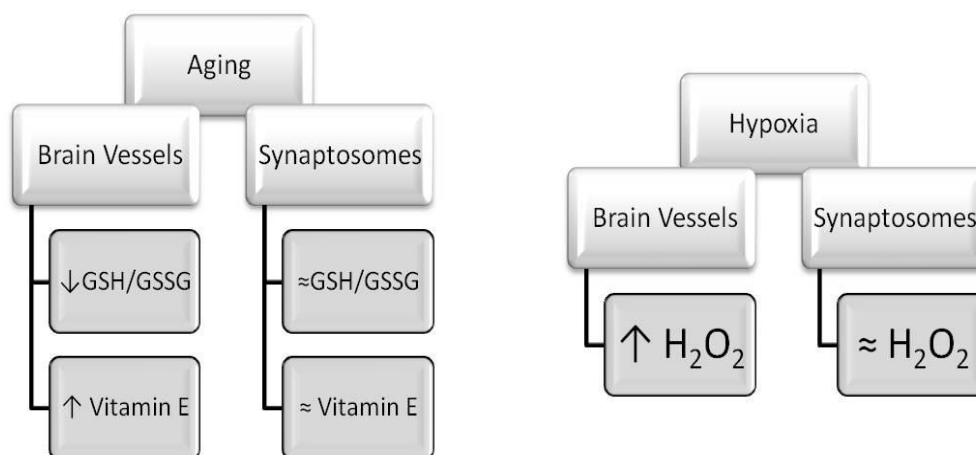 Aging
Brain Vessels
Synaptosomes
↓GSH/GSSG
≈GSH/GSSG
↑ Vitamin E
≈ Vitamin E
Hypoxia
Brain Vessels
Synaptosomes
↑ H₂O₂
≈ H₂O₂